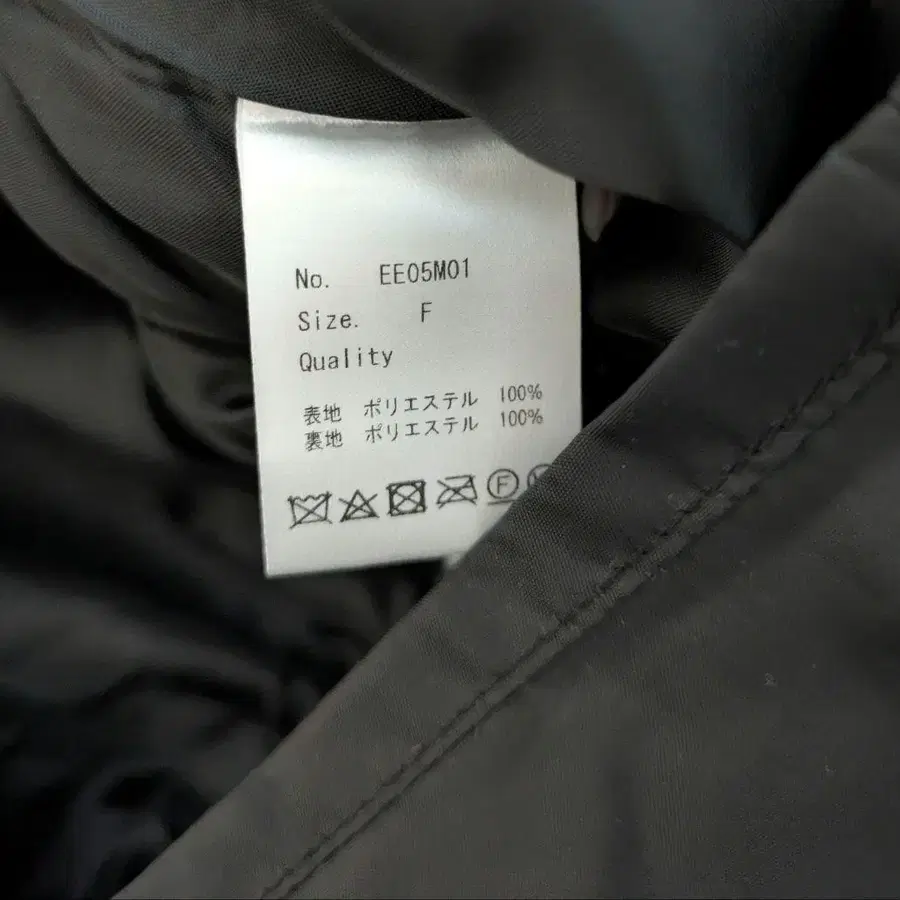 No. EE05M01
Size. F
Quality
表地 ポリエステル 100%
裏地 ポリエステル 100%
F